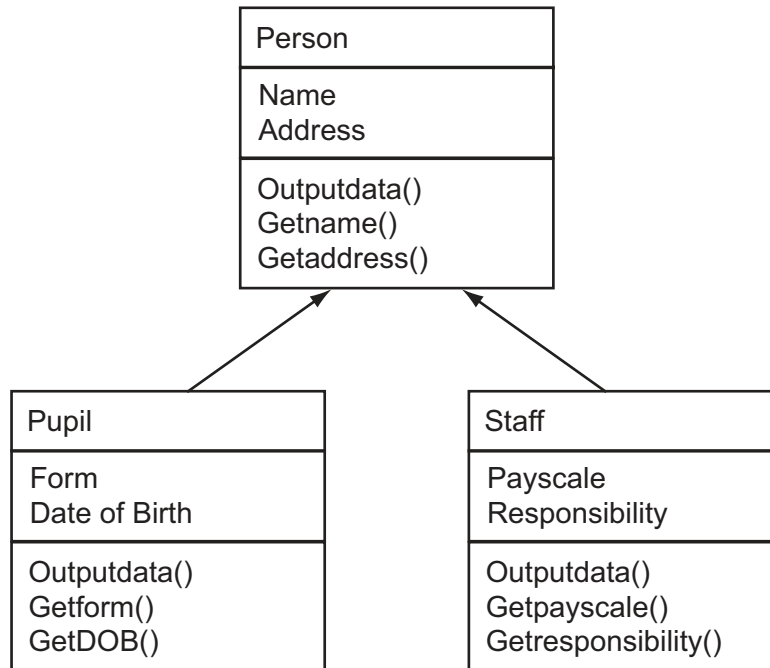 Person
Name
Address
Outputdata()
Getname()
Getaddress()
Pupil
Form
Date of Birth
Outputdata()
Getform()
GetDOB()
Staff
Payscale
Responsibility
Outputdata()
Getpayscale()
Getresponsibility()